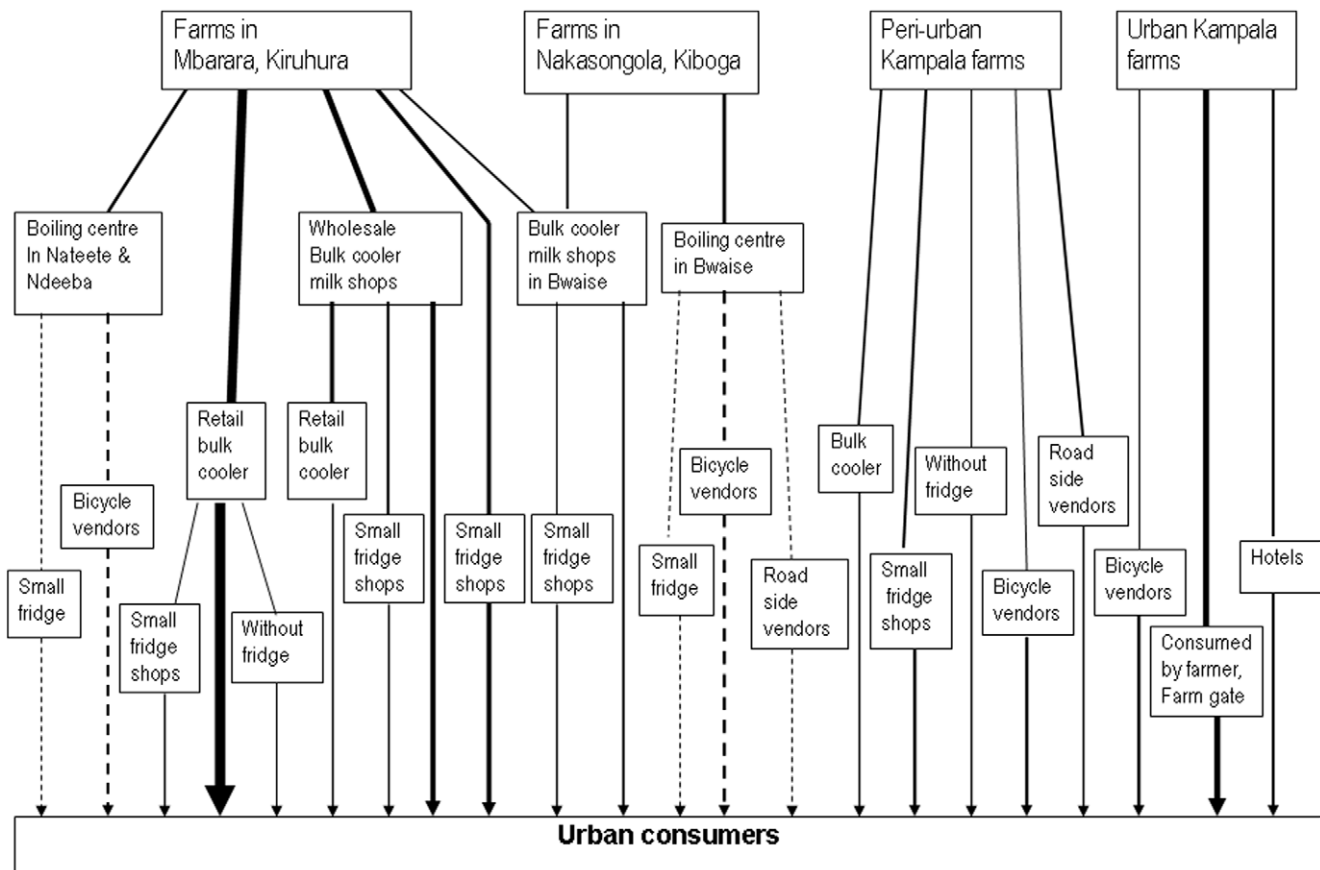 Farms in
Mbarara, Kiruhura
Farms in
Nakasongola, Kiboga
Peri-urban
Kampala farms
Urban Kampala
farms
Boiling centre
In Nateete &
Ndeeba
Wholesale
Bulk cooler
milk shops
Bulk cooler
milk shops
in Bwaise
Boiling centre
in Bwaise
Retail
bulk
cooler
Retail
bulk
cooler
Bulk
cooler
Without
fridge
Road
side
vendors
Bicycle
vendors
Bicycle
vendors
Small
fridge
shops
Small
fridge
shops
Small
fridge
shops
Small
fridge
Road
side
vendors
Small
fridge
shops
Bicycle
vendors
Bicycle
vendors
Hotels
Small
fridge
Small
fridge
shops
Without
fridge
Consumed
by farmer,
Farm gate
Urban consumers